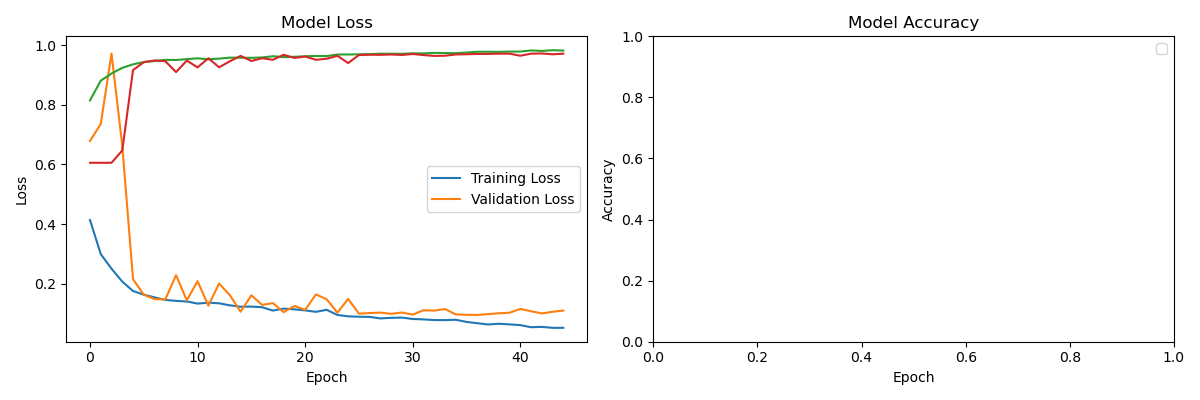 Model Loss
1.0
0.8
0.6
0.4
0.2
Loss
Training Loss
Validation Loss
0 10 20 30 40
Epoch
Model Accuracy
1.0
0.8
0.6
0.4
0.2
0.0
Accuracy
0.0 0.2 0.4 0.6 0.8 1.0
Epoch